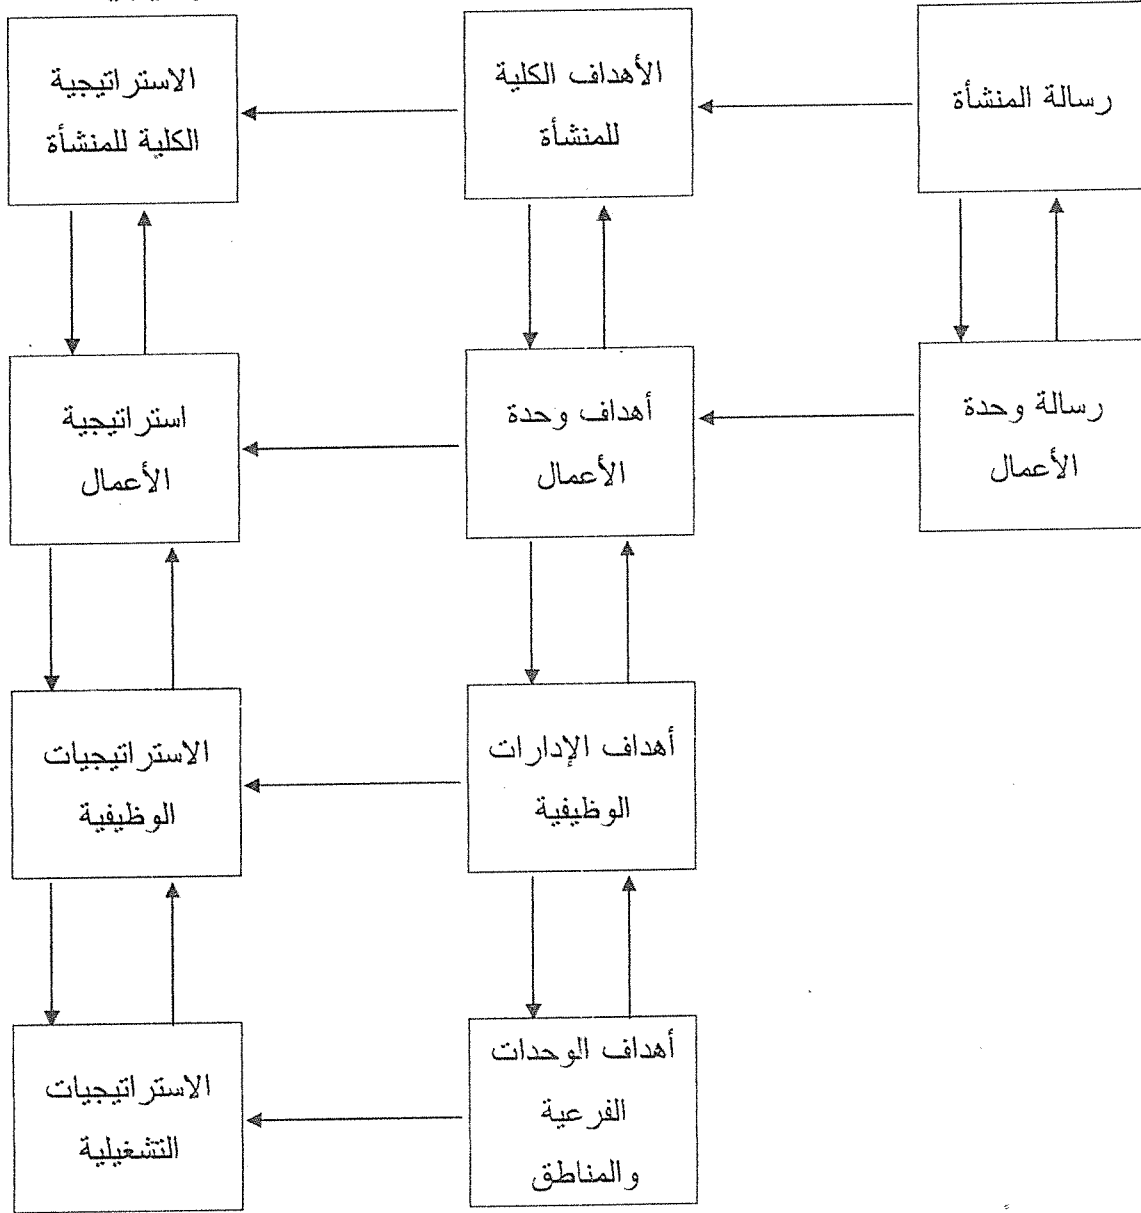 رسالة المنشأة
الأهداف الكلية
للمنشأة
الاستراتيجية
الكلية للمنشأة
رسالة وحدة
الأعمال
أهداف وحدة
الأعمال
استراتيجية
الأعمال
أهداف الإدارات
الوظيفية
الاستراتيجيات
الوظيفية
أهداف الوحدات
الفرعية
والمناطق
الاستراتيجيات
التشغيلية